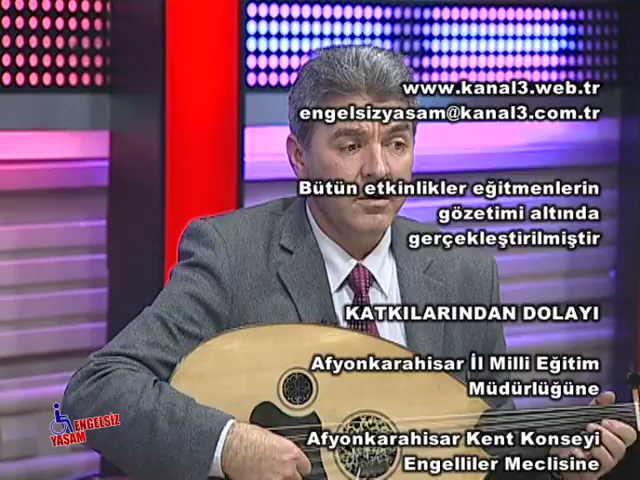 www.kanal3.web.tr
engelsizyasam@kanal3.com.tr
Bütün etkinlikler eğitmenlerin
gözetimi altında
gerçekleştirilmiştir
KATKILARINDAN DOLAYI
Afyonkarahisar İl Milli Eğitim
Müdürlüğüne
Afyonkarahisar Kent Konseyi
Engelliler Meclisine
ENGELSİZ
YAŞAM